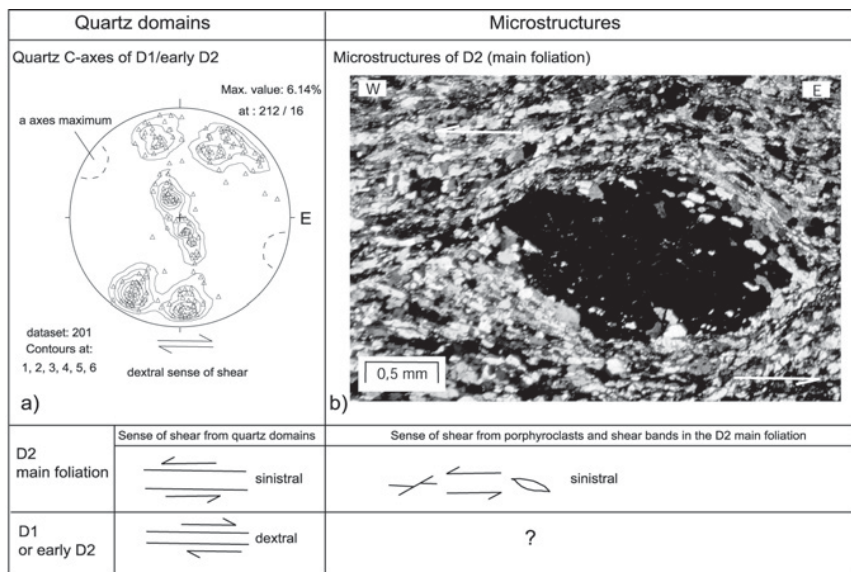 Quartz domains
Microstructures
Quartz C-axes of D1/early D2
Max. value: 6.14%
at : 212 / 16
a axes maximum
E
dataset: 201
Contours at:
1, 2, 3, 4, 5, 6
dextral sense of shear
a)
Microstructures of D2 (main foliation)
W
E
0,5 mm
b)
Sense of shear from quartz domains
Sense of shear from porphyroclasts and shear bands in the D2 main foliation
D2
main foliation
sinistral
sinistral
D1
or early D2
dextral
?